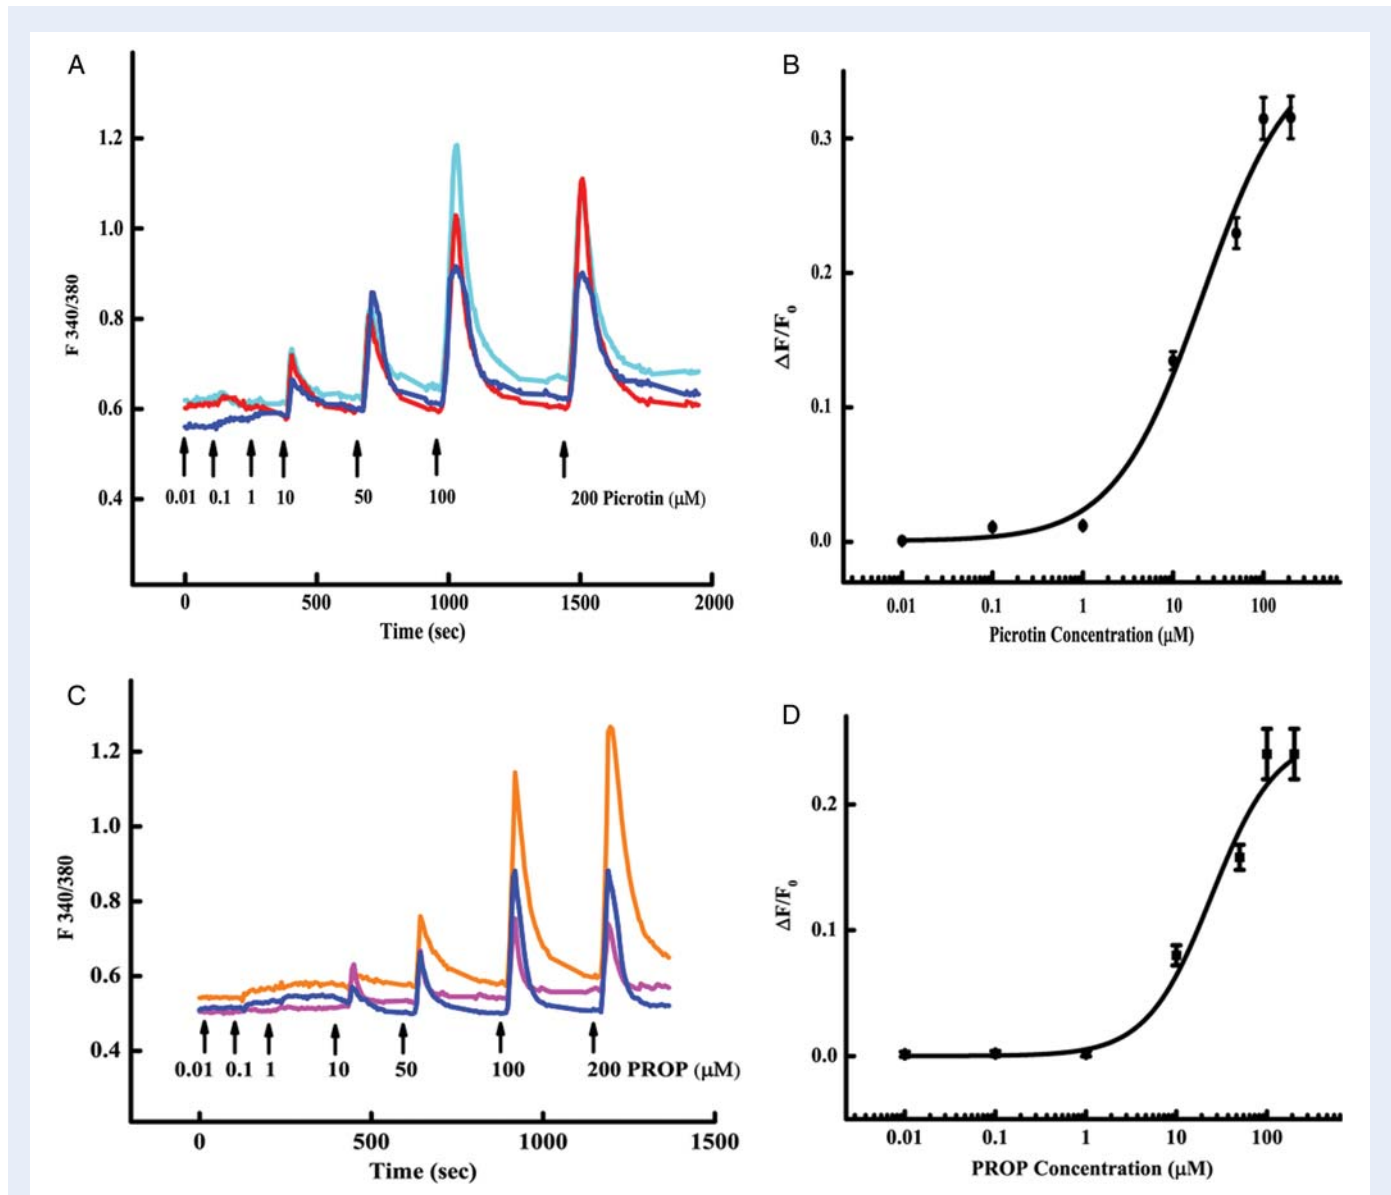 A
1.2
1.0
0.8
0.6
0.4
F 340/380
0.01 0.1 1 10 50 100 200 Picrotin (μM)
0 500 1000 1500 2000
Time (sec)
B
0.3
0.2
0.1
0.0
ΔF/F0
0.01 0.1 1 10 100
Picrotin Concentration (μM)
C
1.2
1.0
0.8
0.6
0.4
F 340/380
0.01 0.1 1 10 50 100 200 PROP (μM)
0 500 1000 1500
Time (sec)
D
0.2
0.1
0.0
ΔF/F0
0.01 0.1 1 10 100
PROP Concentration (μM)